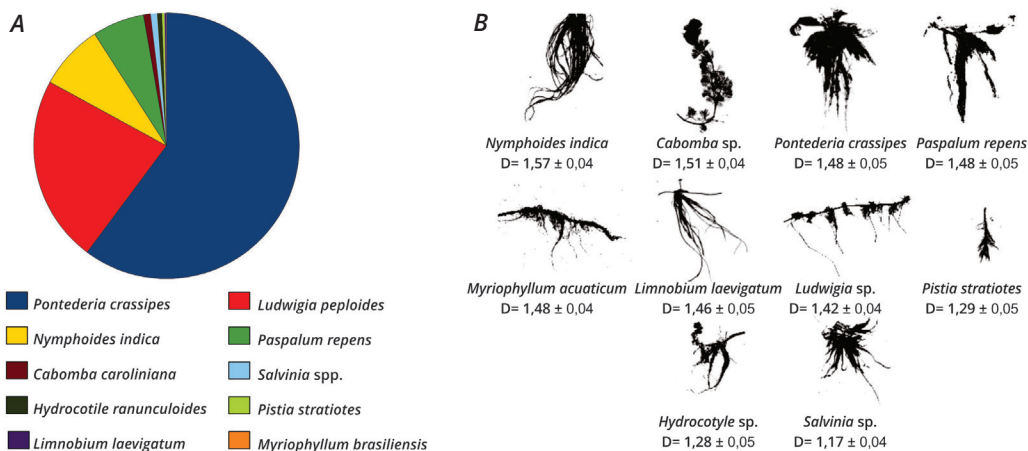 A
Pontederia crassipes
Ludwigia peploides
Nymphoides indica
Paspalum repens
Cabomba caroliniana
Salvinia spp.
Hydrocotile ranunculoides
Pistia stratiotes
Limnobium laevigatum
Myriophyllum brasiliensis
B
Nymphoides indica
D= 1,57 ± 0,04
Cabomba sp.
D= 1,51 ± 0,04
Pontederia crassipes
D= 1,48 ± 0,05
Paspalum repens
D= 1,48 ± 0,05
Myriophyllum acuaticum
D= 1,48 ± 0,04
Limnobium laevigatum
D= 1,46 ± 0,05
Ludwigia sp.
D= 1,42 ± 0,04
Pistia stratiotes
D= 1,29 ± 0,05
Hydrocotyle sp.
D= 1,28 ± 0,05
Salvinia sp.
D= 1,17 ± 0,04